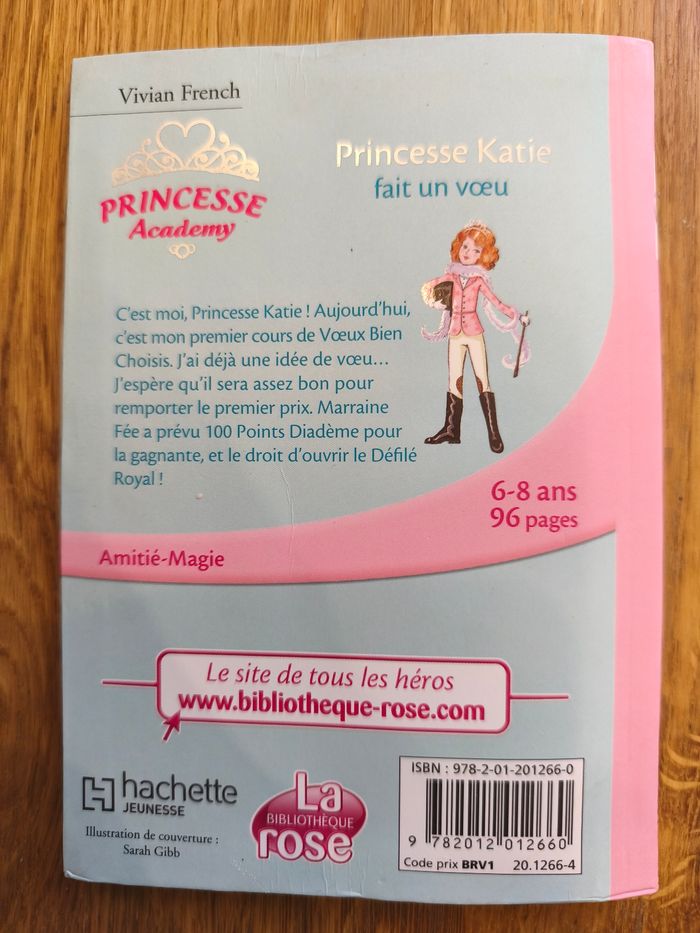 Vivian French
PRINCESSE
Academy
Princesse Katie
fait un vœu
C'est moi, Princesse Katie ! Aujourd'hui,
c'est mon premier cours de Vœux Bien
Choisis. J'ai déjà une idée de vœu...
J'espère qu'il sera assez bon pour
remporter le premier prix. Marraine
Fée a prévu 100 Points Diadème pour
la gagnante, et le droit d'ouvrir le Défilé
Royal !
6-8 ans
96 pages
Amitié-Magie
Le site de tous les héros
www.bibliotheque-rose.com
hachette
JEUNESSE
Illustration de couverture :
Sarah Gibb
La
BIBLIOTHÈQUE
rose
ISBN : 978-2-01-201266-0
9 782012 012660
Code prix BRV1 20.1266-4